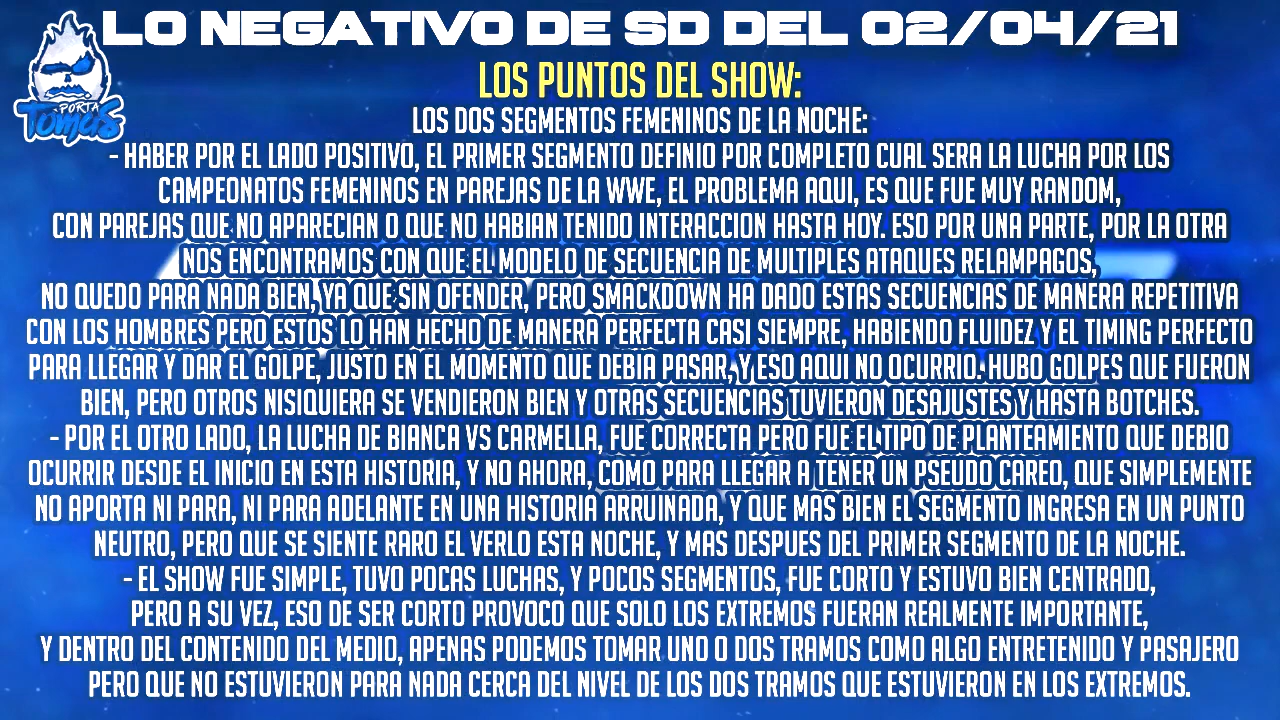 LO NEGATIVO DE SD DEL 02/04/21
PORTA
TOMAS
LOS PUNTOS DEL SHOW:
LOS DOS SEGMENTOS FEMENINOS DE LA NOCHE:
- HABER POR EL LADO POSITIVO, EL PRIMER SEGMENTO DEFINIO POR COMPLETO CUAL SERA LA LUCHA POR LOS
CAMPEONATOS FEMENINOS EN PAREJAS DE LA WWE, EL PROBLEMA AQUI, ES QUE FUE MUY RANDOM,
CON PAREJAS QUE NO APARECIAN O QUE NO HABIAN TENIDO INTERACCION HASTA HOY. ESO POR UNA PARTE, POR LA OTRA
NOS ENCONTRAMOS CON QUE EL MODELO DE SECUENCIA DE MULTIPLES ATAQUES RELAMPAGOS,
NO QUEDO PARA NADA BIEN, YA QUE SIN OFENDER, PERO SMACKDOWN HA DADO ESTAS SECUENCIAS DE MANERA REPETITIVA
CON LOS HOMBRES PERO ESTOS LO HAN HECHO DE MANERA PERFECTA CASI SIEMPRE, HABIENDO FLUIDEZ Y EL TIMING PERFECTO
PARA LLEGAR Y DAR EL GOLPE, JUSTO EN EL MOMENTO QUE DEBIA PASAR, Y ESO AQUI NO OCURRIO. HUBO GOLPES QUE FUERON
BIEN, PERO OTROS NISIQUIERA SE VENDIERON BIEN Y OTRAS SECUENCIAS TUVIERON DESAJUSTES Y HASTA BOTCHES.
- POR EL OTRO LADO, LA LUCHA DE BIANCA VS CARMELLA, FUE CORRECTA PERO FUE EL TIPO DE PLANTEAMIENTO QUE DEBIO
OCURRIR DESDE EL INICIO EN ESTA HISTORIA, Y NO AHORA, COMO PARA LLEGAR A TENER UN PSEUDO CAREO, QUE SIMPLEMENTE
NO APORTA NI PARA, NI PARA ADELANTE EN UNA HISTORIA ARRUINADA, Y QUE MAS BIEN EL SEGMENTO INGRESA EN UN PUNTO
NEUTRO, PERO QUE SE SIENTE RARO EL VERLO ESTA NOCHE, Y MAS DESPUES DEL PRIMER SEGMENTO DE LA NOCHE.
- EL SHOW FUE SIMPLE, TUVO POCAS LUCHAS, Y POCOS SEGMENTOS, FUE CORTO Y ESTUVO BIEN CENTRADO,
PERO A SU VEZ, ESO DE SER CORTO PROVOCO QUE SOLO LOS EXTREMOS FUERAN REALMENTE IMPORTANTE,
Y DENTRO DEL CONTENIDO DEL MEDIO, APENAS PODEMOS TOMAR UNO O DOS TRAMOS COMO ALGO ENTRETENIDO Y PASAJERO
PERO QUE NO ESTUVIERON PARA NADA CERCA DEL NIVEL DE LOS DOS TRAMOS QUE ESTUVIERON EN LOS EXTREMOS.